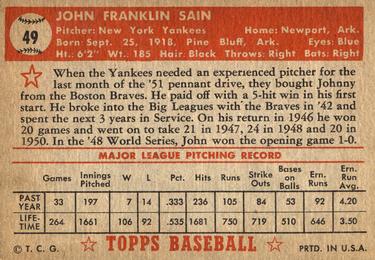 49
JOHN FRANKLIN SAIN
Pitcher: New York Yankees Home: Newport, Ark.
Born: Sept. 25, 1918, Pine Bluff, Ark. Eyes: Blue
Ht.: 6'2" Wt.: 185 Hair: Black Throws: Right Bats: Right
When the Yankees needed an experienced pitcher for the
last month of the '51 pennant drive, they bought Johnny
from the Boston Braves. He paid off with a 5-hit win in his first
start. He broke into the Big Leagues with the Braves in '42 and
spent the next 3 years in Service. On his return in 1946 he won
20 games and went on to take 21 in 1947, 24 in 1948 and 20 in
1950. In the '48 World Series, John won the opening game 1-0.
MAJOR LEAGUE PITCHING RECORD
Games Innings Pitched W L Pct. Hits Runs Strike Outs Bases on Balls Ern. Runs Ern. Run Avg.
PAST YEAR 33 197 7 14 .333 236 105 84 53 92 4.20
LIFE-TIME 264 1661 106 92 .535 1681 750 719 510 646 3.50
© T. C. G. TOPPS BASEBALL PRTD. IN U.S.A.